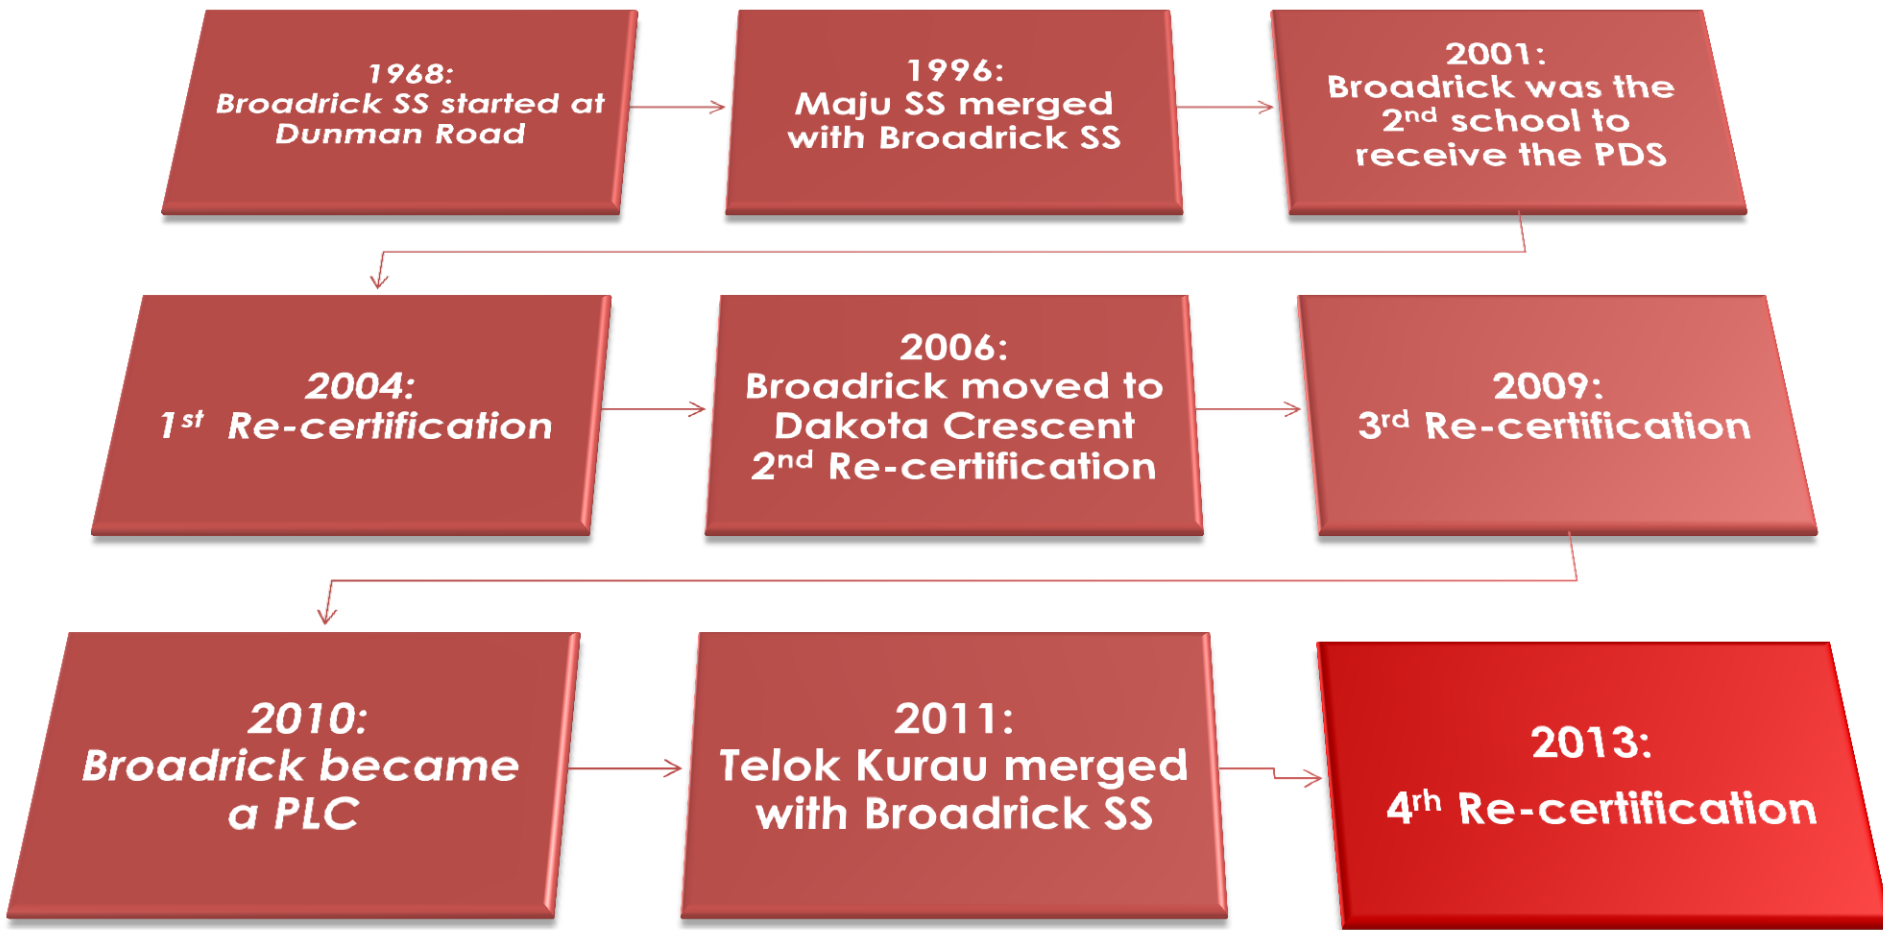 1968:
Broadrick SS started at
Dunman Road
1996:
Maju SS merged
with Broadrick SS
2001:
Broadrick was the
2nd school to
receive the PDS
2004:
1st Re-certification
2006:
Broadrick moved to
Dakota Crescent
2nd Re-certification
2009:
3rd Re-certification
2010:
Broadrick became
a PLC
2011:
Telok Kurau merged
with Broadrick SS
2013:
4rh Re-certification